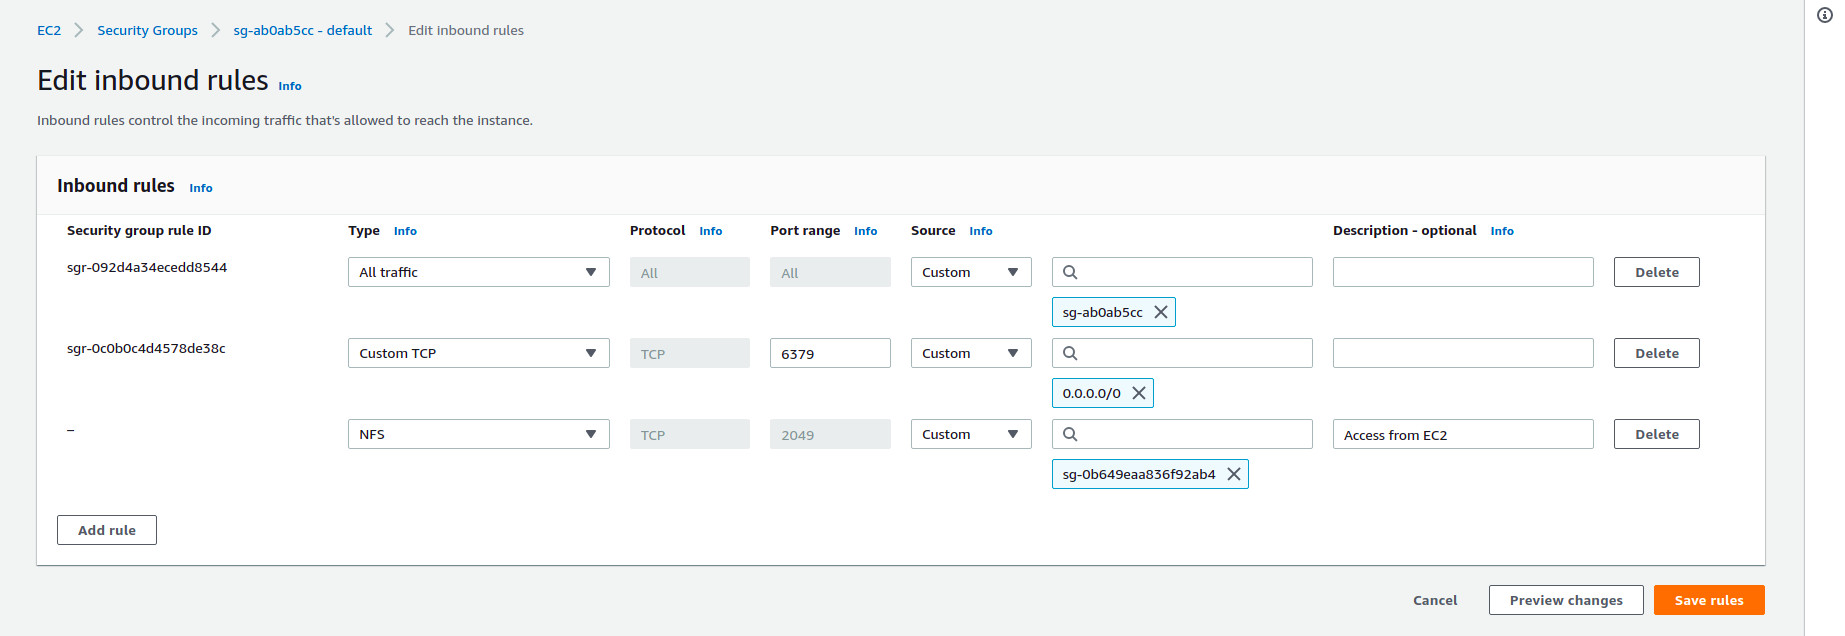 EC2 > Security Groups > sg-ab0ab5cc - default > Edit inbound rules
Edit inbound rules Info
Inbound rules control the incoming traffic that's allowed to reach the instance.
Inbound rules Info
Security group rule ID Type Info Protocol Info Port range Info Source Info Description - optional Info
sgr-092d4a34ecedd8544 All traffic All All Custom Delete
sg-ab0ab5cc
sgr-0c0b0c4d4578de38c Custom TCP TCP 6379 Custom Delete
0.0.0.0/0
– NFS TCP 2049 Custom Access from EC2 Delete
sg-0b649eaa836f92ab4
Add rule
Cancel Preview changes Save rules